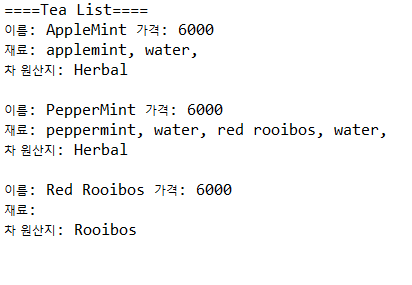 ====Tea List====
이름: AppleMint 가격: 6000
재료: applemint, water,
차 원산지: Herbal
이름: PepperMint 가격: 6000
재료: peppermint, water, red rooibos, water,
차 원산지: Herbal
이름: Red Rooibos 가격: 6000
재료:
차 원산지: Rooibos